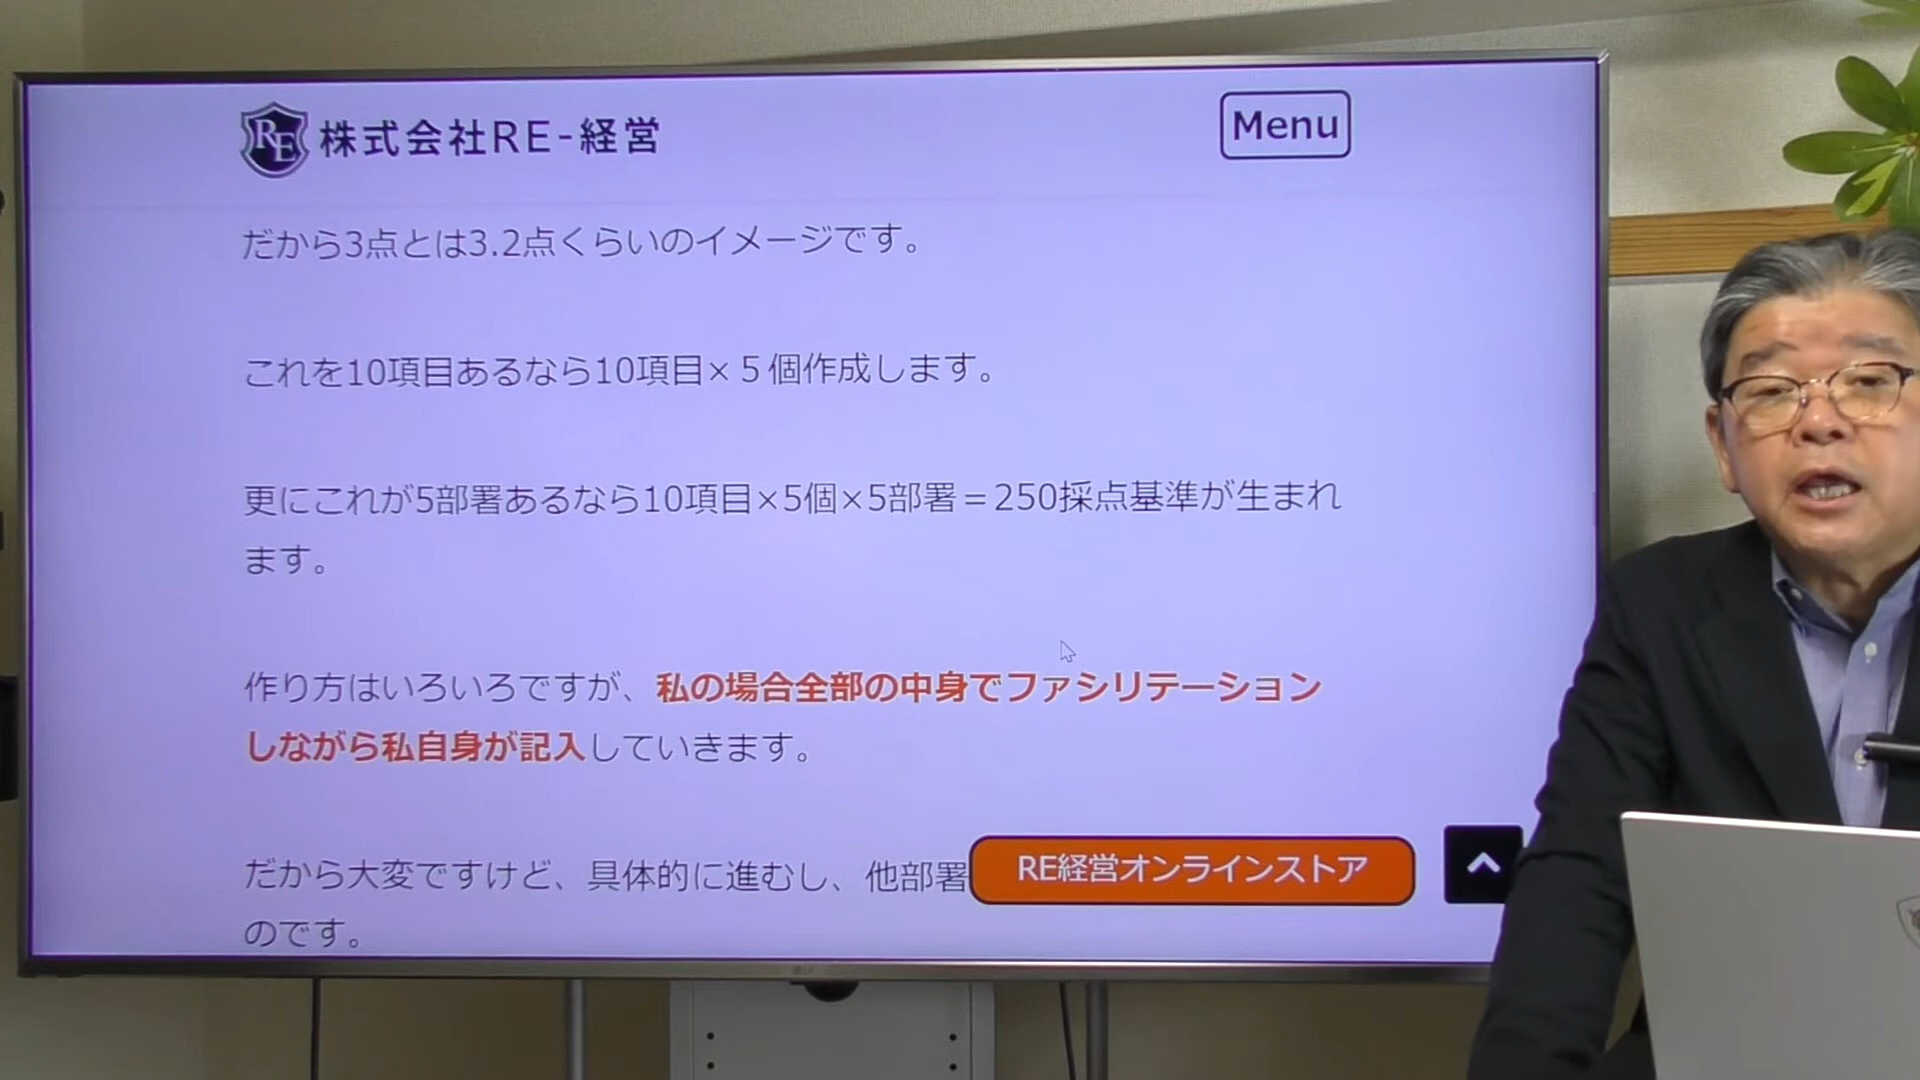 RE 株式会社RE-経営
Menu
だから3点とは3.2点くらいのイメージです。
これを10項目あるなら10項目×５個作成します。
更にこれが5部署あるなら10項目×5個×5部署＝250採点基準が生まれ
ます。
作り方はいろいろですが、私の場合全部の中身でファシリテーション
しながら私自身が記入していきます。
だから大変ですけど、具体的に進むし、他部署
のです。
RE経営オンラインストア